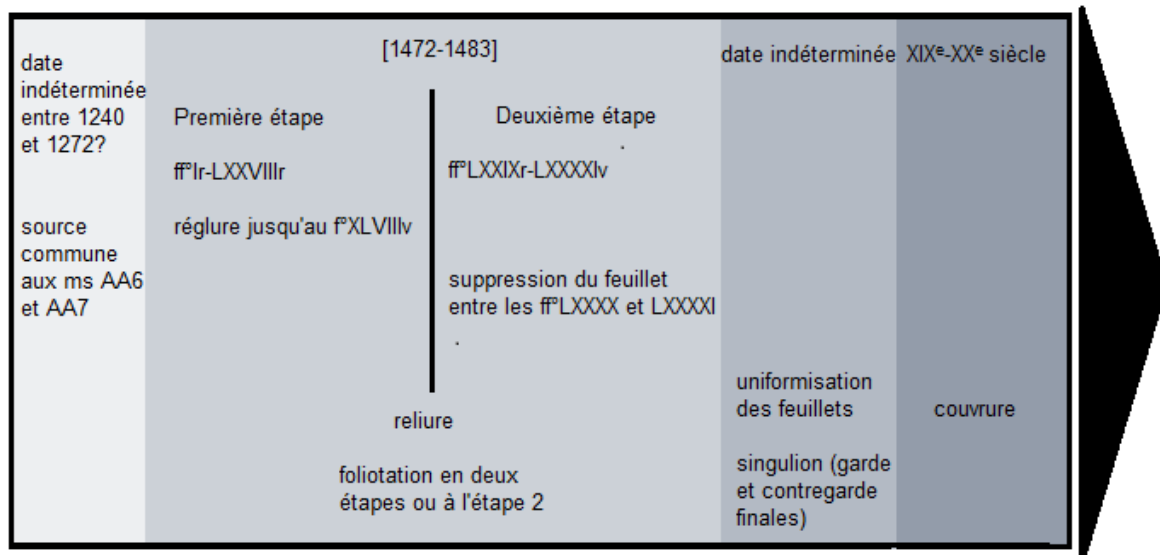 date
indéterminée
entre 1240
et 1272?
source
commune
aux ms AA6
et AA7
[1472-1483]
Première étape
ff°Ir-LXXVIIIr
réglure jusqu'au f°XLVIIIv
Deuxième étape
ff°LXXIXr-LXXXXIv
suppression du feuillet
entre les ff°LXXXX et LXXXXI
reliure
foliotation en deux
étapes ou à l'étape 2
date indéterminée
uniformisation
des feuillets
singulion (garde
et contregarde
finales)
XIXᵉ-XXᵉ siècle
couvrure